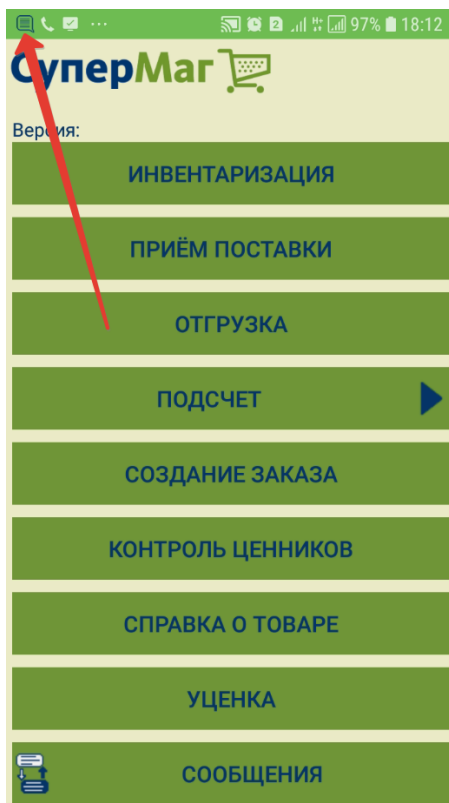 97% 18:12
СуперМаг
Версия:
ИНВЕНТАРИЗАЦИЯ
ПРИЁМ ПОСТАВКИ
ОТГРУЗКА
ПОДСЧЕТ
СОЗДАНИЕ ЗАКАЗА
КОНТРОЛЬ ЦЕННИКОВ
СПРАВКА О ТОВАРЕ
УЦЕНКА
СООБЩЕНИЯ